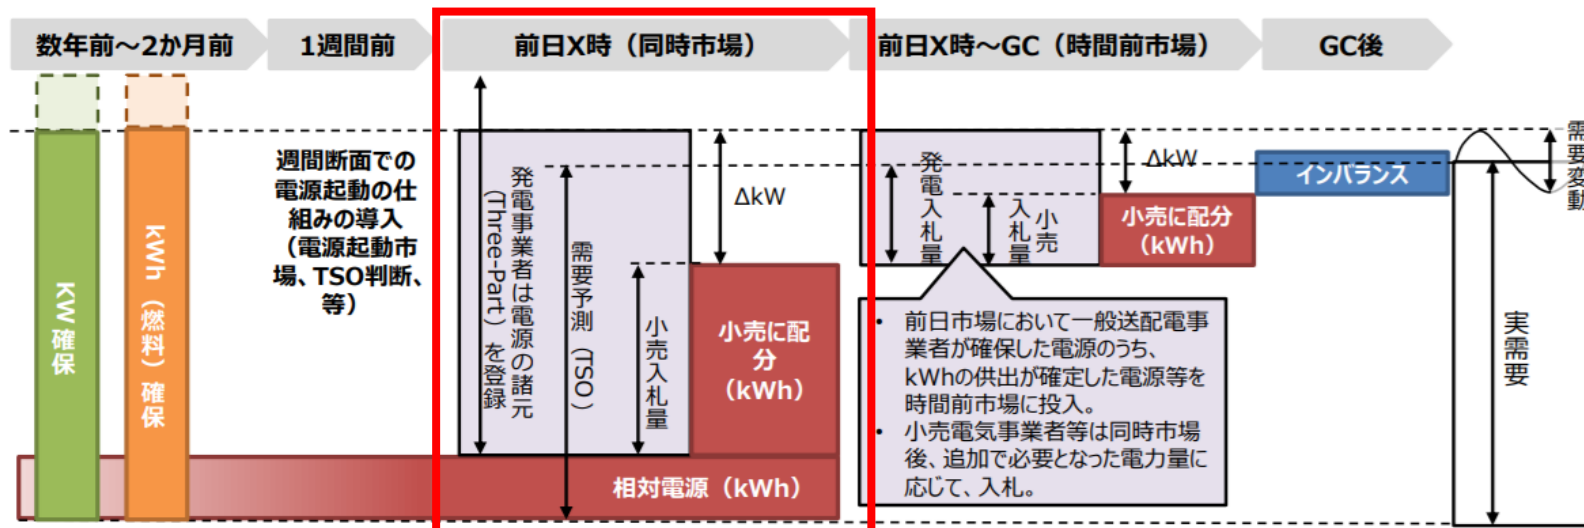 数年前～2か月前
1週間前
前日X時（同時市場）
前日X時～GC（時間前市場）
GC後
KW 確保
kWh（燃料）確保
週間断面での
電源起動の仕
組みの導入
（電源起動市
場、TSO判断、
等）
発電事業者は電源の諸元
（Three-Part）を登録
需要予測（TSO）
小売入札量
ΔkW
小売に配
分
（kWh）
相対電源（kWh）
発電入札量
小売
入札量
ΔkW
小売に配分
（kWh）
インバランス
需要変動
実需要
• 前日市場において一般送配電事
業者が確保した電源のうち、
kWhの供出が確定した電源等を
時間前市場に投入。
• 小売電気事業者等は同時市場
後、追加で必要となった電力量に
応じて、入札。